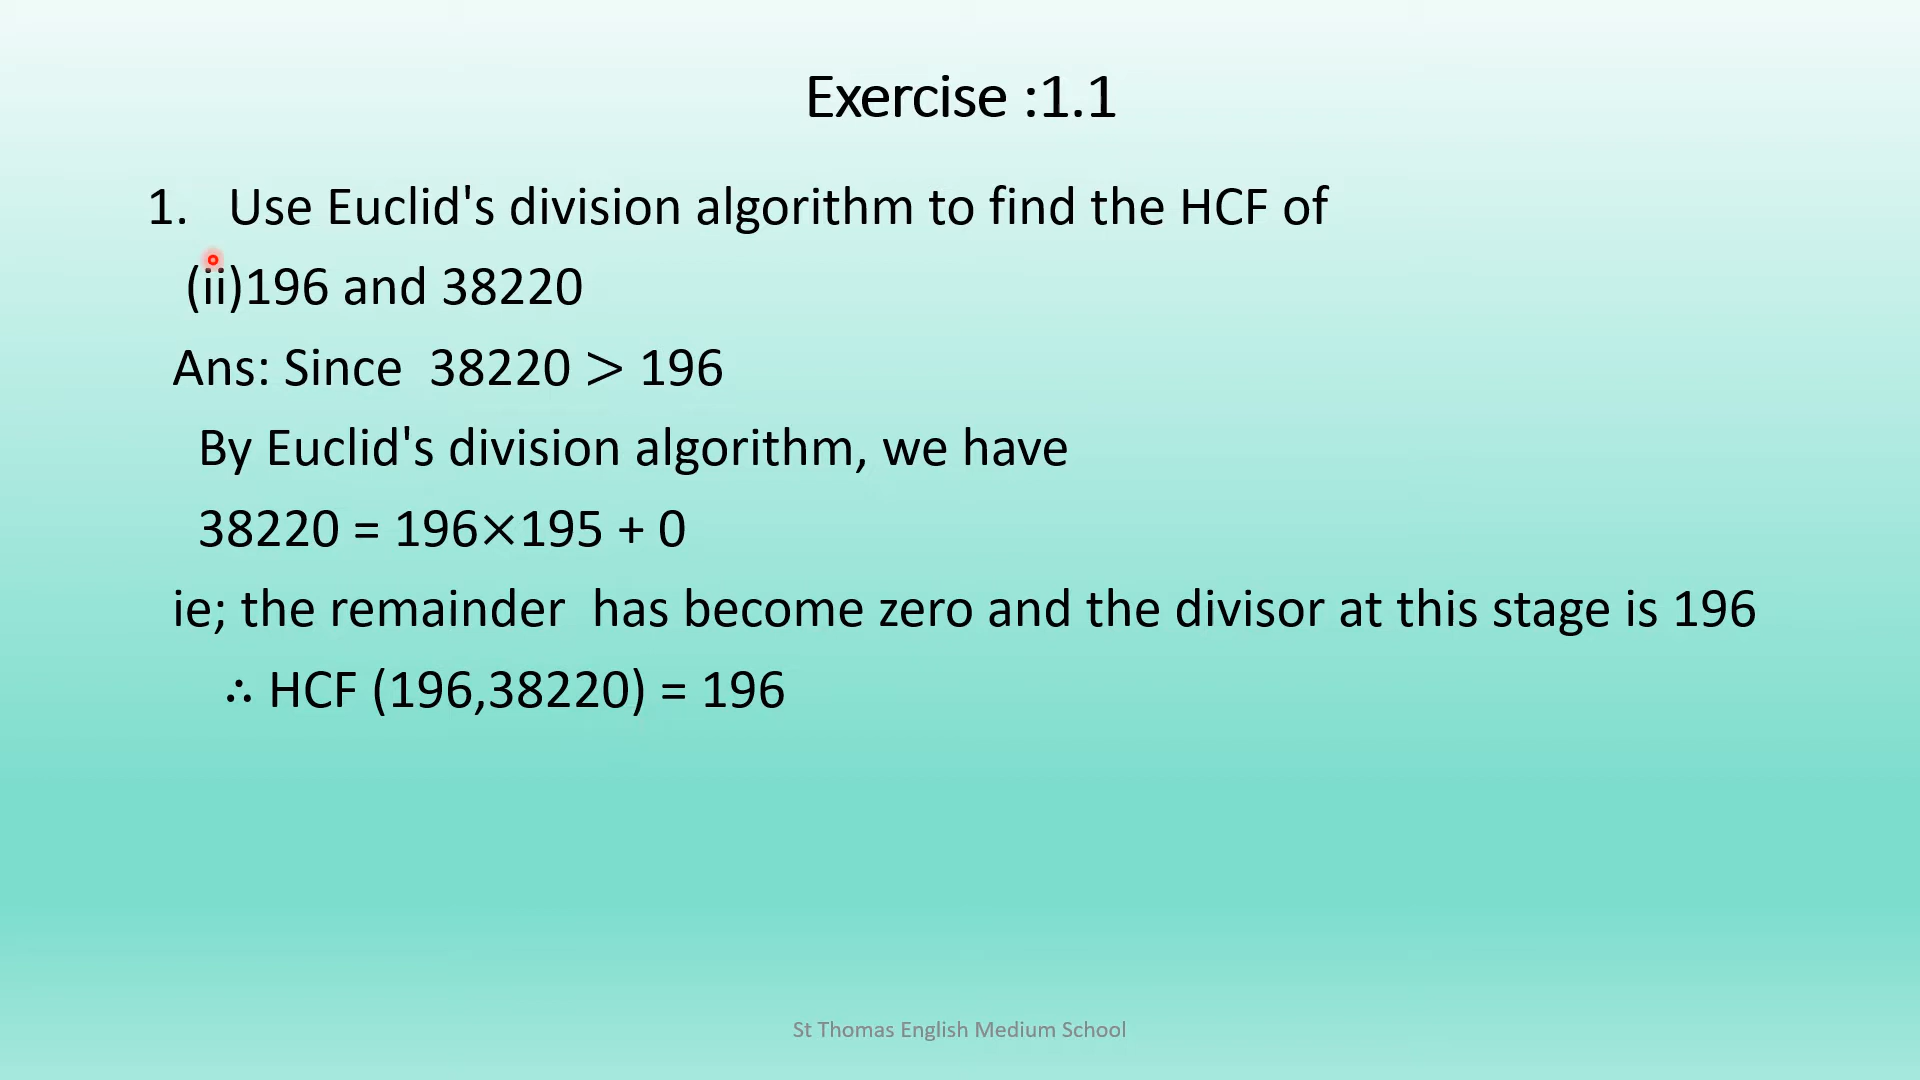 Exercise :1.1
1. Use Euclid's division algorithm to find the HCF of
(ii)196 and 38220
Ans: Since 38220 > 196
By Euclid's division algorithm, we have
38220 = 196×195 + 0
ie; the remainder has become zero and the divisor at this stage is 196
∴ HCF (196,38220) = 196
St Thomas English Medium School